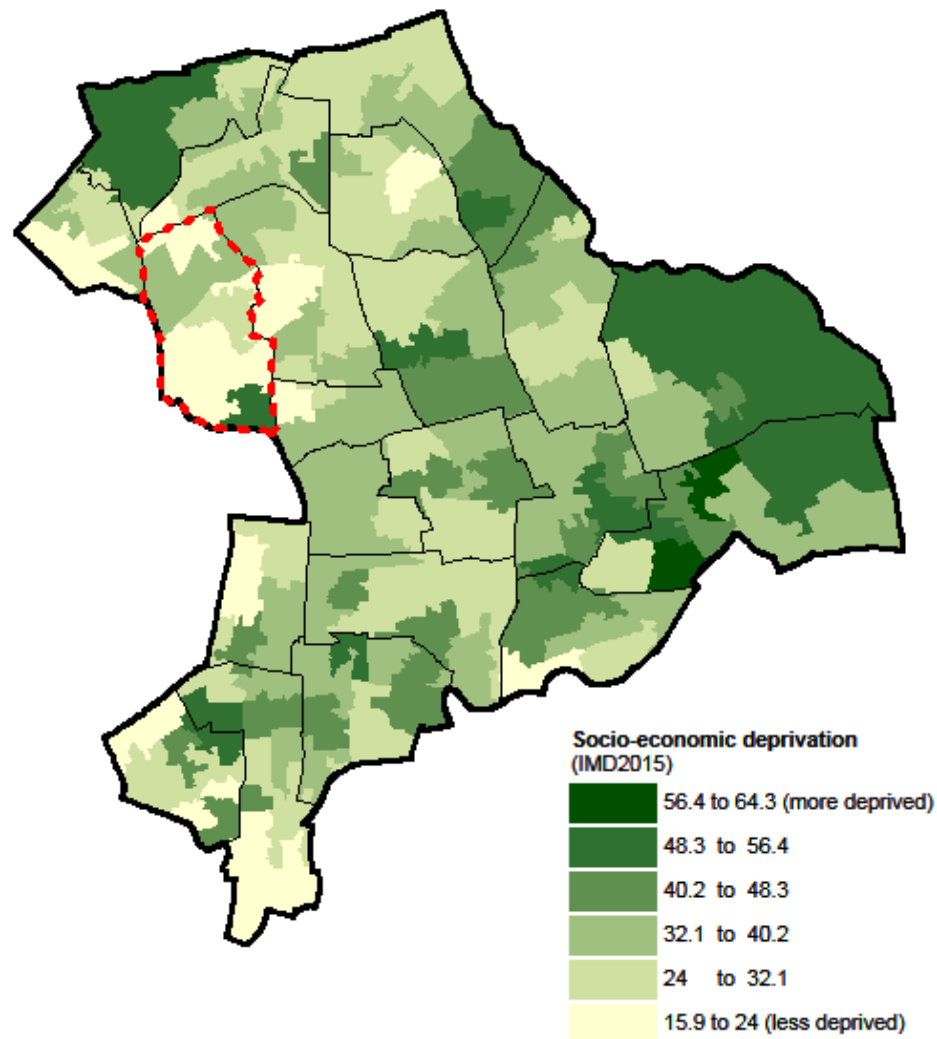 Socio-economic deprivation
(IMD2015)
56.4 to 64.3 (more deprived)
48.3 to 56.4
40.2 to 48.3
32.1 to 40.2
24 to 32.1
15.9 to 24 (less deprived)